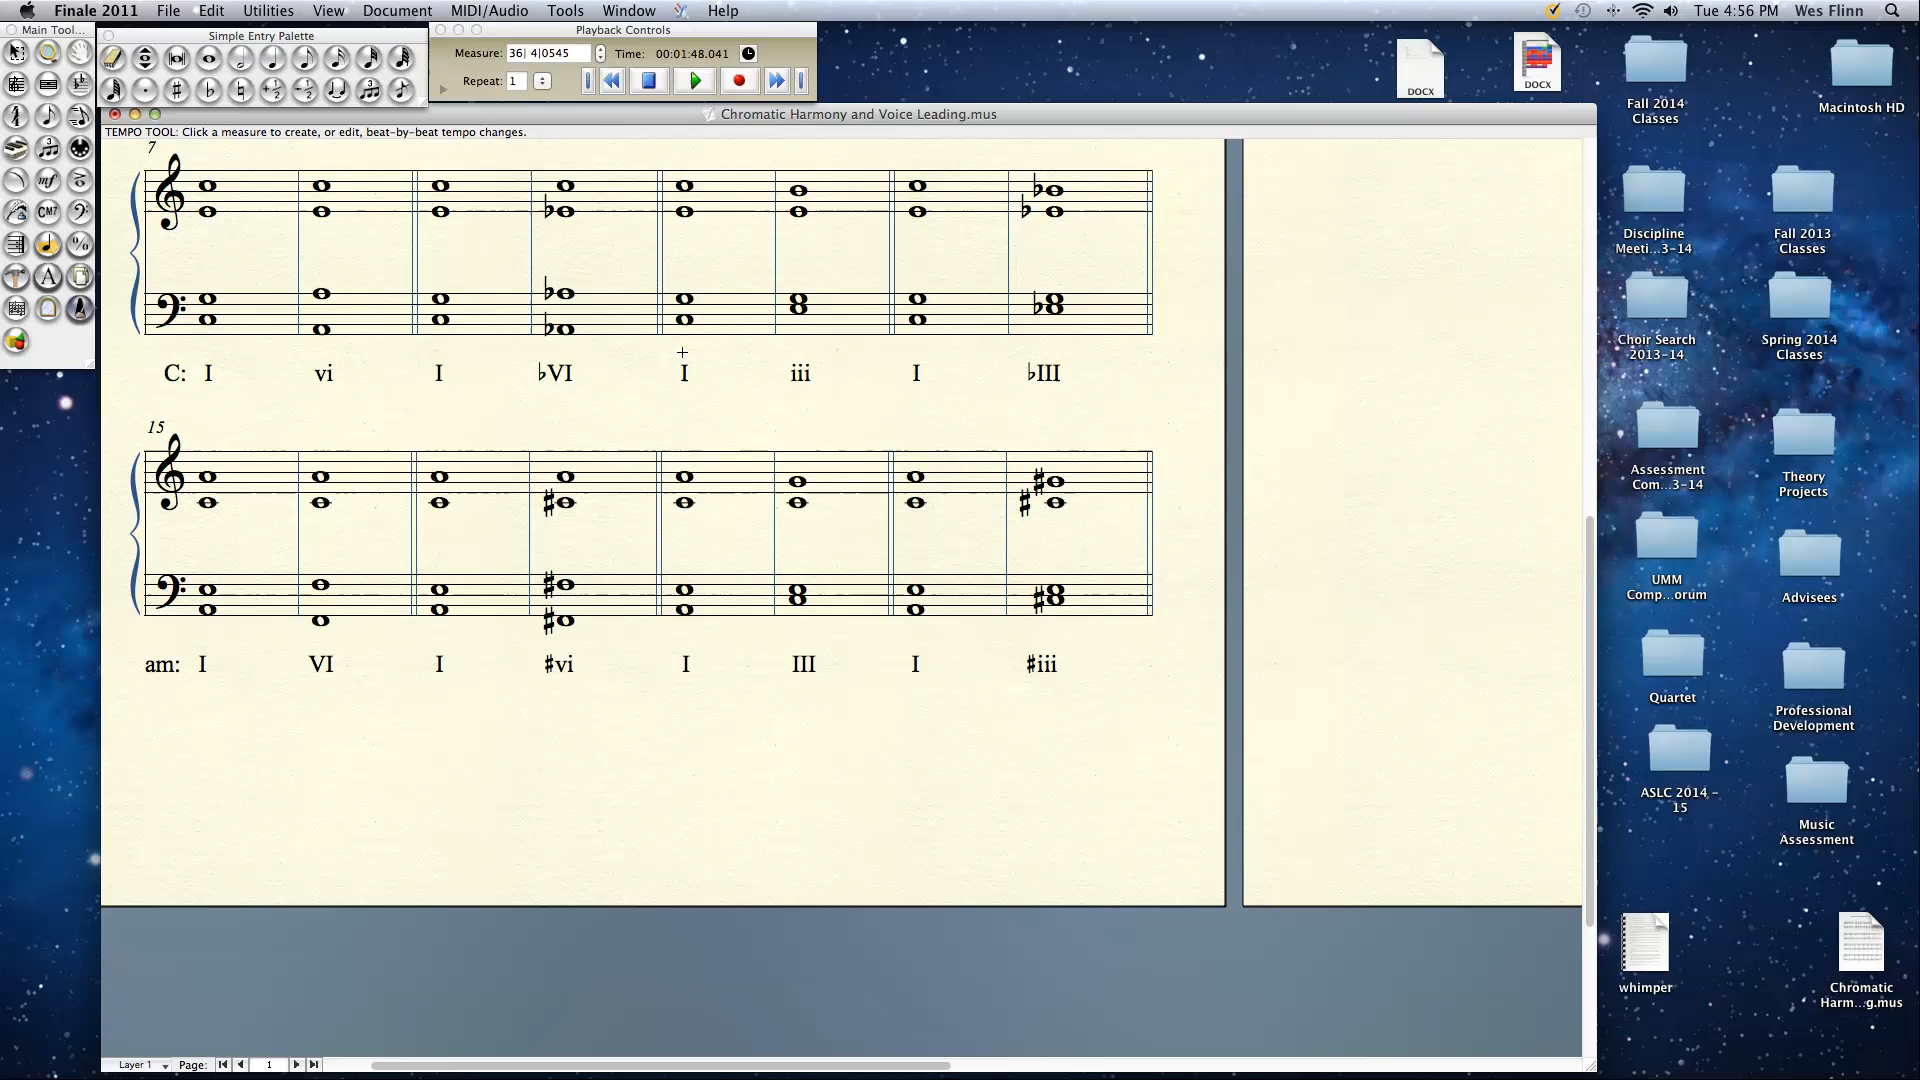 Finale 2011 File Edit Utilities View Document MIDI/Audio Tools Window Help Tue 4:56 PM Wes Flinn
Main Tool...
Simple Entry Palette
Playback Controls
Measure: 36| 4|0545 Time: 00:01:48.041
Repeat: 1
Chromatic Harmony and Voice Leading.mus
TEMPO TOOL: Click a measure to create, or edit, beat-by-beat tempo changes.
7
C: I vi I ♭VI I iii I ♭III
15
am: I VI I ♯vi I III I ♯iii
Layer 1 Page: 1
mf
CM7
A
%
DOCX
DOCX
Fall 2014
Classes
Macintosh HD
Discipline
Meeti...3-14
Fall 2013
Classes
Choir Search
2013-14
Spring 2014
Classes
Assessment
Com...3-14
Theory
Projects
UMM
Comp...orum
Advisees
Quartet
Professional
Development
ASLC 2014 -
15
Music
Assessment
whimper
Chromatic
Harm...g.mus